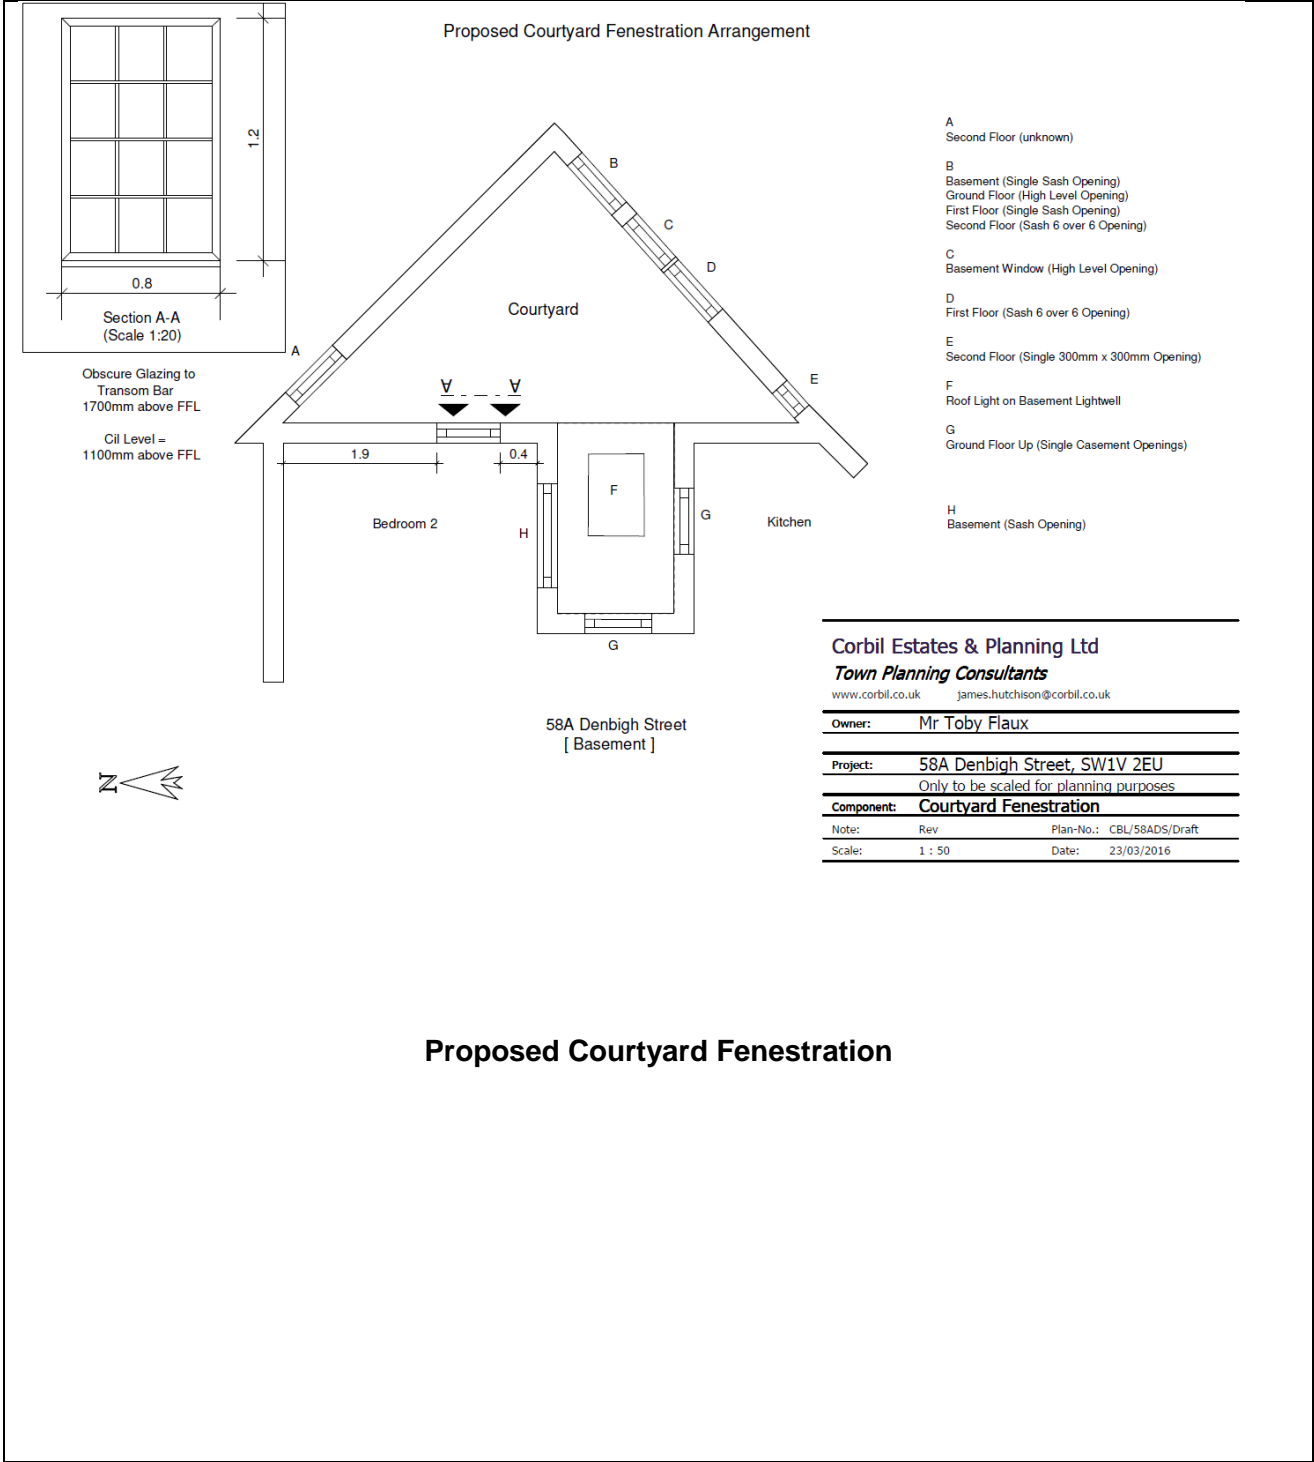 Proposed Courtyard Fenestration Arrangement
1.2
0.8
Section A-A
(Scale 1:20)
Obscure Glazing to
Transom Bar
1700mm above FFL
Cil Level =
1100mm above FFL
A
B
C
D
E
Courtyard
A A
1.9
0.4
F
G
H
Bedroom 2
Kitchen
G
58A Denbigh Street
[ Basement ]
N
A
Second Floor (unknown)
B
Basement (Single Sash Opening)
Ground Floor (High Level Opening)
First Floor (Single Sash Opening)
Second Floor (Sash 6 over 6 Opening)
C
Basement Window (High Level Opening)
D
First Floor (Sash 6 over 6 Opening)
E
Second Floor (Single 300mm x 300mm Opening)
F
Roof Light on Basement Lightwell
G
Ground Floor Up (Single Casement Openings)
H
Basement (Sash Opening)
Corbil Estates & Planning Ltd
Town Planning Consultants
www.corbil.co.uk james.hutchison@corbil.co.uk
Owner: Mr Toby Flaux
Project: 58A Denbigh Street, SW1V 2EU
Only to be scaled for planning purposes
Component: Courtyard Fenestration
Note: Rev Plan-No.: CBL/58ADS/Draft
Scale: 1 : 50 Date: 23/03/2016
Proposed Courtyard Fenestration